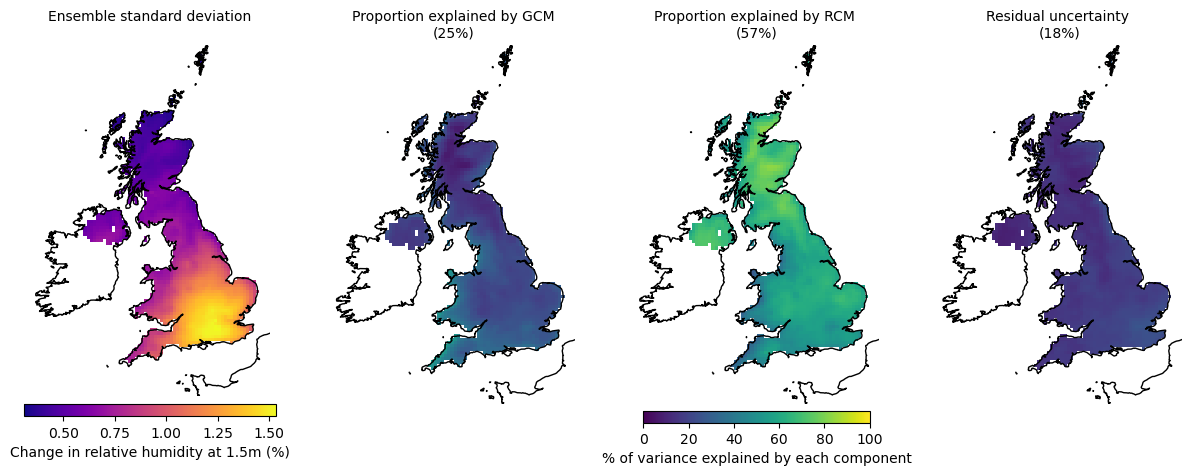 Ensemble standard deviation
Proportion explained by GCM
(25%)
Proportion explained by RCM
(57%)
Residual uncertainty
(18%)
0.50 0.75 1.00 1.25 1.50
Change in relative humidity at 1.5m (%)
0 20 40 60 80 100
% of variance explained by each component